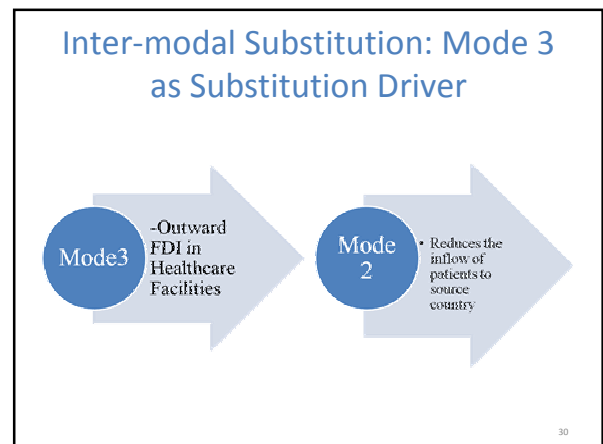 Inter-modal Substitution: Mode 3
as Substitution Driver
Mode3
-Outward
FDI in
Healthcare
Facilities
Mode
2
• Reduces the
inflow of
patients to
source
country
30